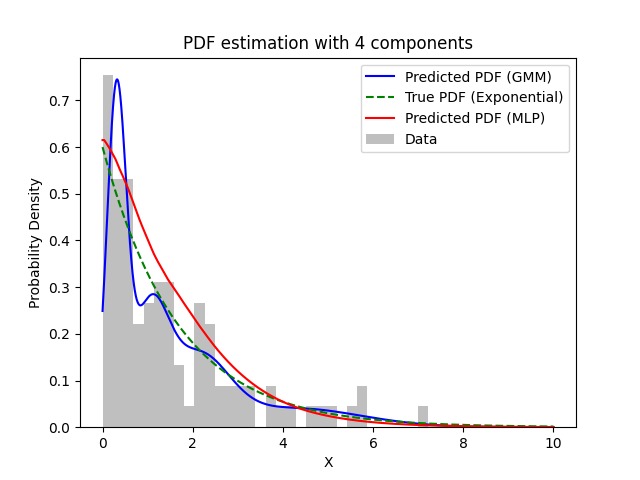 PDF estimation with 4 components
Predicted PDF (GMM)
True PDF (Exponential)
Predicted PDF (MLP)
Data
Probability Density
0.7
0.6
0.5
0.4
0.3
0.2
0.1
0.0
0 2 4 6 8 10
X